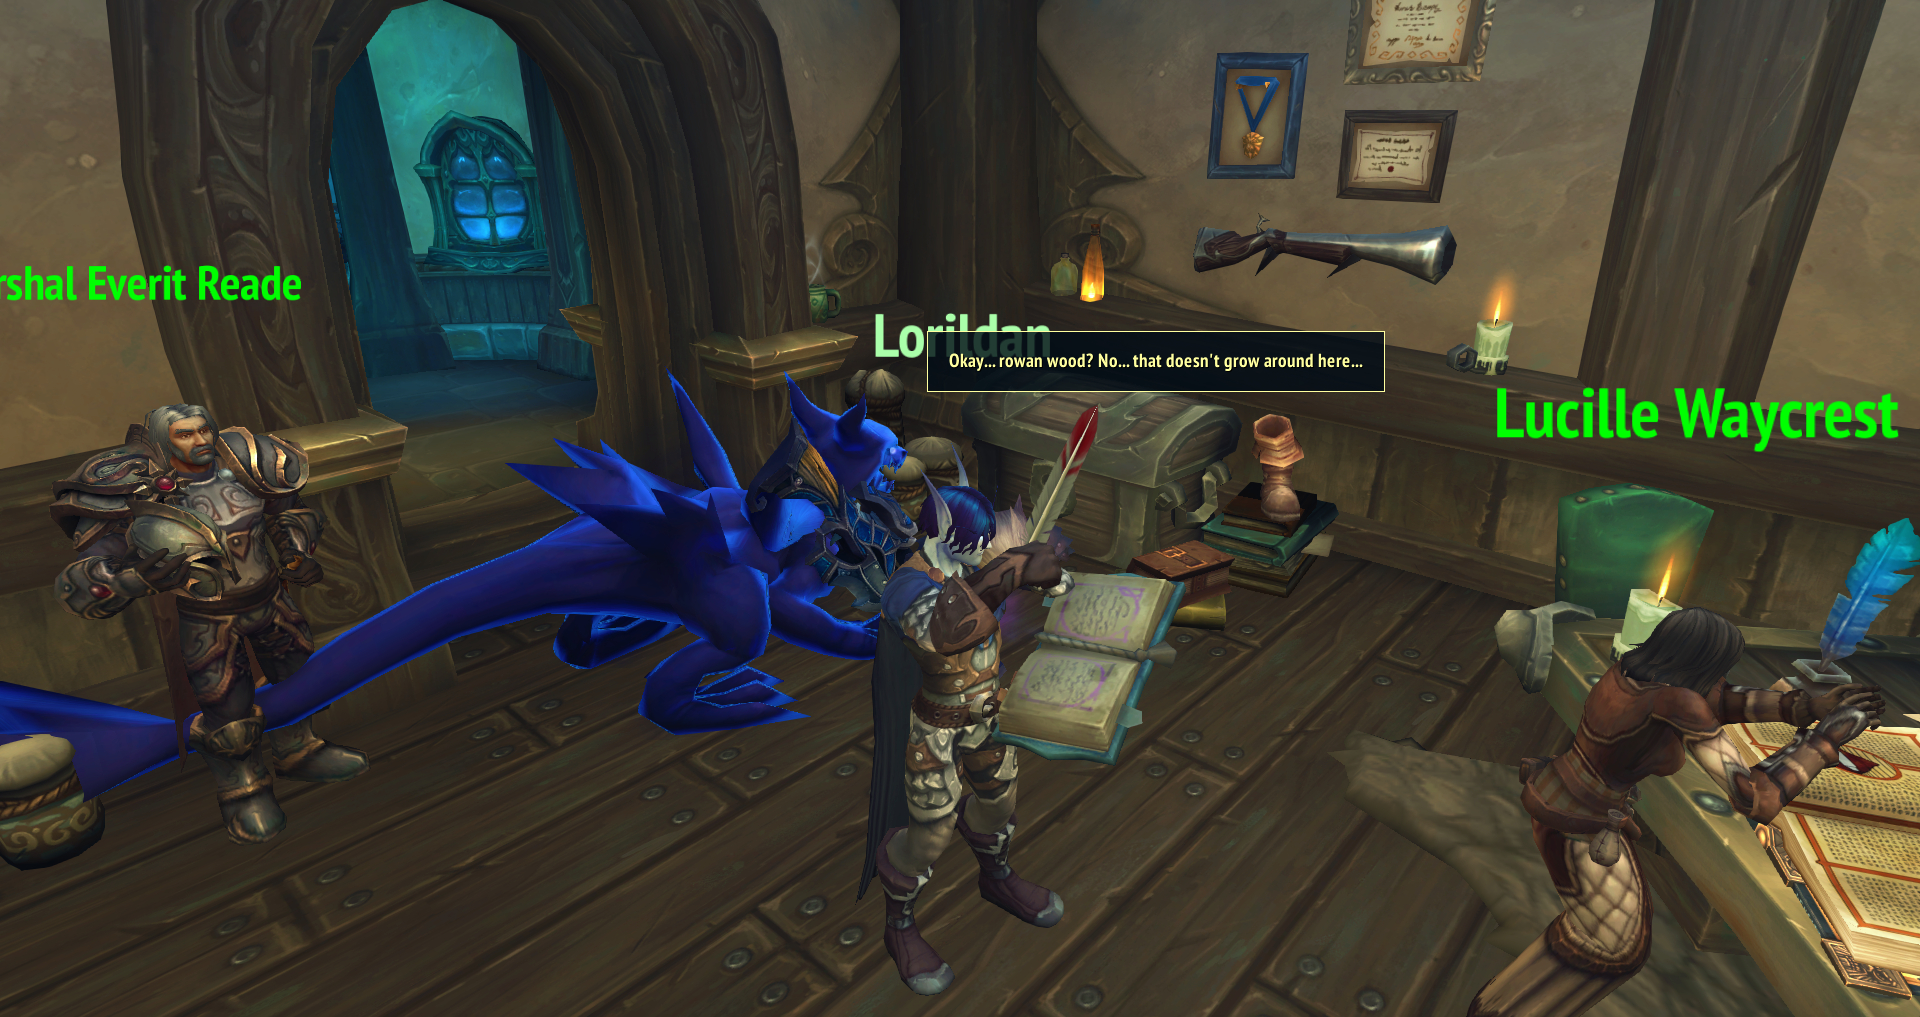 rshal Everit Reade
Lorildan
Okay... rowan wood? No... that doesn't grow around here...
Lucille Waycrest